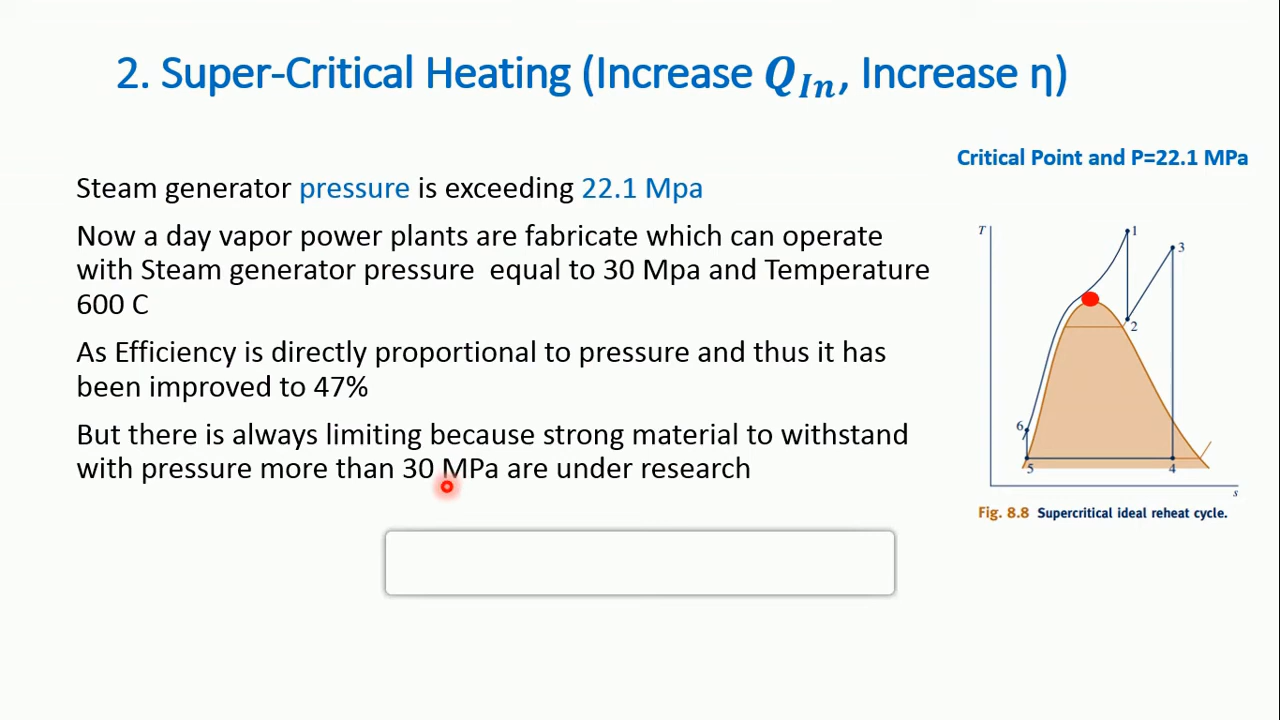 2. Super-Critical Heating (Increase Q_In, Increase η)
Critical Point and P=22.1 MPa
Steam generator pressure is exceeding 22.1 Mpa
Now a day vapor power plants are fabricate which can operate
with Steam generator pressure  equal to 30 Mpa and Temperature
600 C
As Efficiency is directly proportional to pressure and thus it has
been improved to 47%
But there is always limiting because strong material to withstand
with pressure more than 30 MPa are under research
T
1
3
2
6
5
4
s
Fig. 8.8 Supercritical ideal reheat cycle.